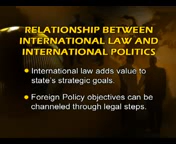 RELATIONSHIP BETWEEN
INTERNATIONAL LAW AND
INTERNATIONAL POLITICS
International law adds value to
state's strategic goals.
Foreign Policy objectives can be
channeled through legal steps.